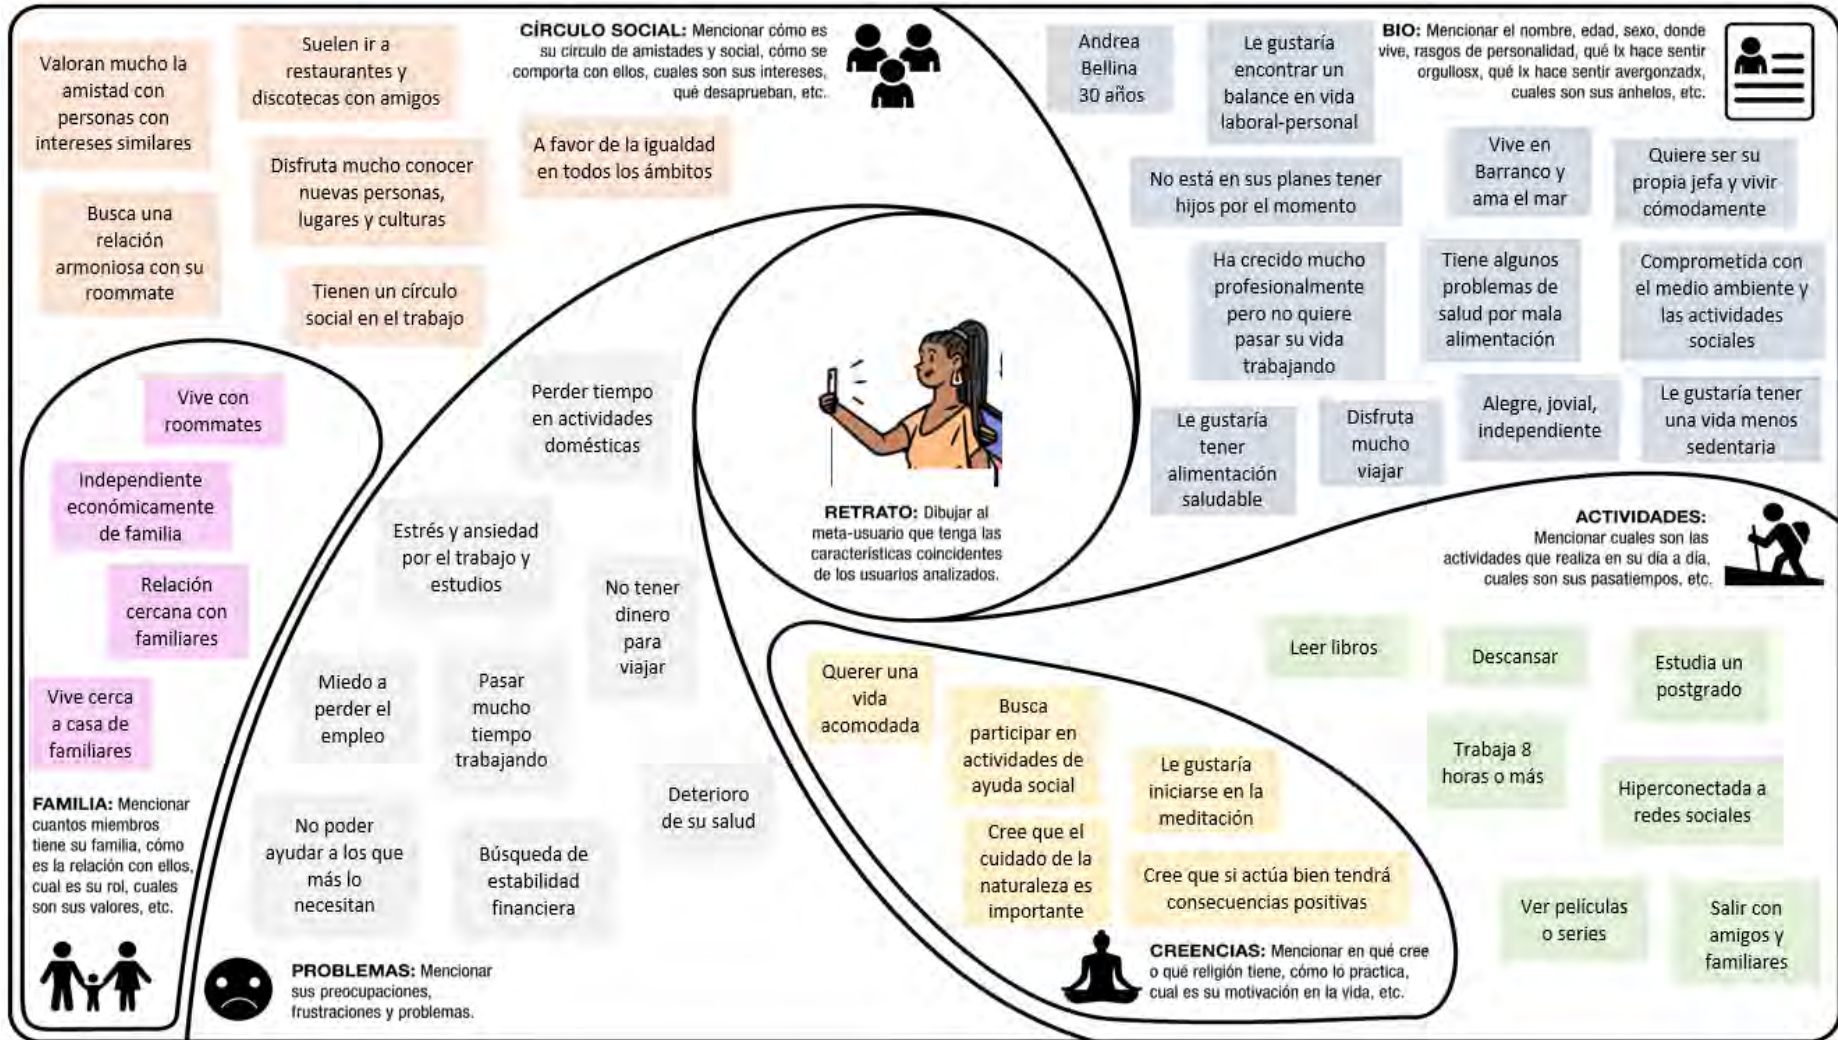 CÍRCULO SOCIAL: Mencionar cómo es
su círculo de amistades y social, cómo se
comporta con ellos, cuales son sus intereses,
qué desaprueban, etc.
Valoran mucho la
amistad con
personas con
intereses similares
Suelen ir a
restaurantes y
discotecas con amigos
A favor de la igualdad
en todos los ámbitos
Disfruta mucho conocer
nuevas personas,
lugares y culturas
Busca una
relación
armoniosa con su
roommate
Tienen un círculo
social en el trabajo
BIO: Mencionar el nombre, edad, sexo, donde
vive, rasgos de personalidad, qué lx hace sentir
orgullosx, qué lx hace sentir avergonzadx,
cuales son sus anhelos, etc.
Andrea
Bellina
30 años
Le gustaría
encontrar un
balance en vida
laboral-personal
No está en sus planes tener
hijos por el momento
Vive en
Barranco y
ama el mar
Quiere ser su
propia jefa y vivir
cómodamente
Ha crecido mucho
profesionalmente
pero no quiere
pasar su vida
trabajando
Tiene algunos
problemas de
salud por mala
alimentación
Comprometida con
el medio ambiente y
las actividades
sociales
Le gustaría
tener
alimentación
saludable
Disfruta
mucho
viajar
Alegre, jovial,
independiente
Le gustaría tener
una vida menos
sedentaria
RETRATO: Dibujar al
meta-usuario que tenga las
características coincidentes
de los usuarios analizados.
Vive con
roommates
Independiente
económicamente
de familia
Relación
cercana con
familiares
Vive cerca
a casa de
familiares
FAMILIA: Mencionar
cuantos miembros
tiene su familia, cómo
es la relación con ellos,
cual es su rol, cuales
son sus valores, etc.
Perder tiempo
en actividades
domésticas
Estrés y ansiedad
por el trabajo y
estudios
No tener
dinero
para
viajar
Miedo a
perder el
empleo
Pasar
mucho
tiempo
trabajando
Deterioro
de su salud
No poder
ayudar a los que
más lo
necesitan
Búsqueda de
estabilidad
financiera
PROBLEMAS: Mencionar
sus preocupaciones,
frustraciones y problemas.
Querer una
vida
acomodada
Busca
participar en
actividades de
ayuda social
Le gustaría
iniciarse en la
meditación
Cree que el
cuidado de la
naturaleza es
importante
Cree que si actúa bien tendrá
consecuencias positivas
CREENCIAS: Mencionar en qué cree
o qué religión tiene, cómo lo practica,
cual es su motivación en la vida, etc.
ACTIVIDADES:
Mencionar cuales son las
actividades que realiza en su día a día,
cuales son sus pasatiempos, etc.
Leer libros
Descansar
Estudia un
postgrado
Trabaja 8
horas o más
Hiperconectada a
redes sociales
Ver películas
o series
Salir con
amigos y
familiares